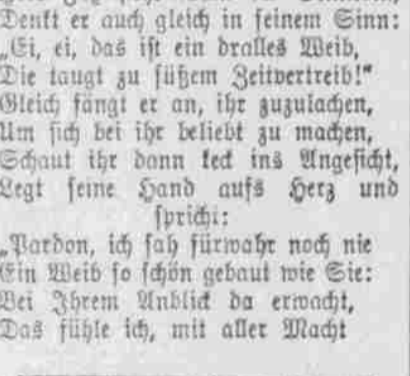 Denkt er auch gleich in seinem Sinn:
„Ei, ei, das ist ein dralles Weib,
Die taugt zu süßem Zeitvertreib!“
Gleich fängt er an, ihr zuzulachen,
Um sich bei ihr beliebt zu machen,
Schaut ihr dann keck ins Angesicht,
Legt seine Hand aufs Herz und
spricht:
„Pardon, ich sah fürwahr noch nie
Ein Weib so schön gebaut wie Sie:
Bei Ihrem Anblick da erwacht,
Das fühle ich, mit aller Macht